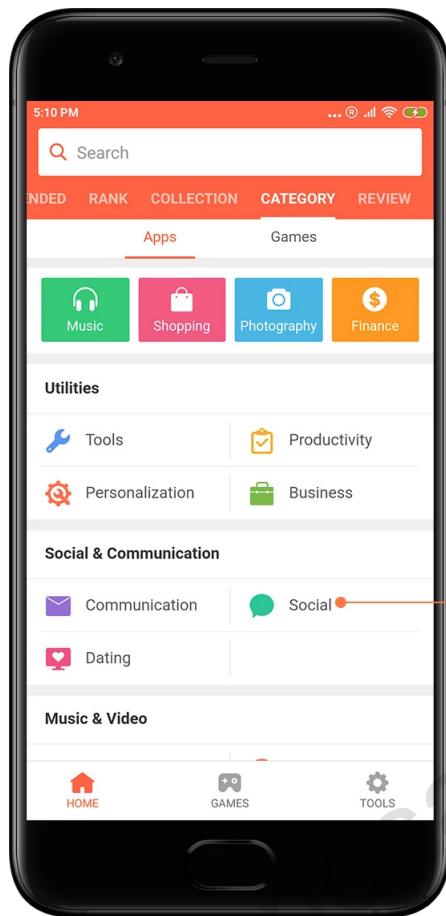 5:10 PM
Search
NDED RANK COLLECTION CATEGORY REVIEW
Apps Games
Music Shopping Photography Finance
Utilities
Tools Productivity
Personalization Business
Social & Communication
Communication Social
Dating
Music & Video
HOME GAMES TOOLS